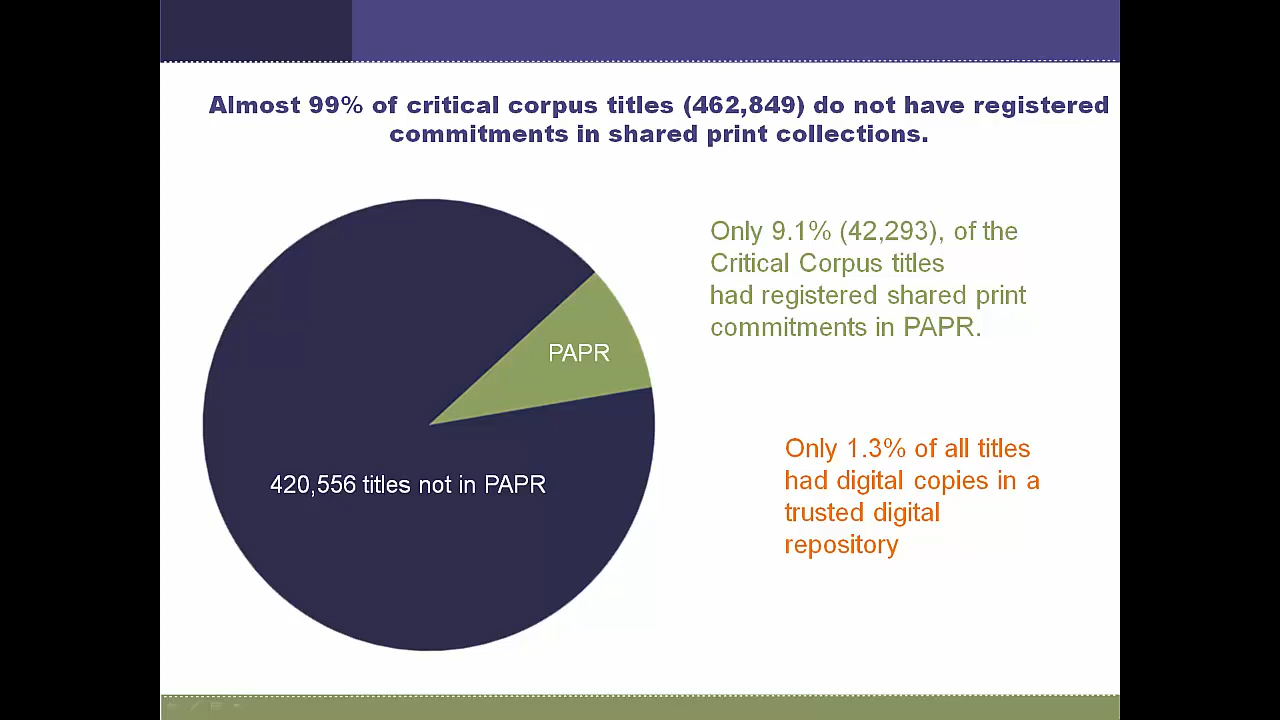 Almost 99% of critical corpus titles (462,849) do not have registered
commitments in shared print collections.
Only 9.1% (42,293), of the
Critical Corpus titles
had registered shared print
commitments in PAPR.
PAPR
420,556 titles not in PAPR
Only 1.3% of all titles
had digital copies in a
trusted digital
repository